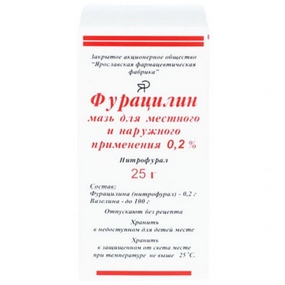 Закрытое акционерное общество
"Ярославская фармацевтическая
фабрика"
Фурацилин
мазь для местного
и наружного
применения 0,2 %
Нитрофурал
25 г
Состав:
Фурацилина (нитрофурал) - 0,2 г
Вазелина - до 100 г
Отпускают без рецепта
Хранить
в недоступном для детей месте
Хранить
в защищенном от света месте
при температуре не выше 25°С.